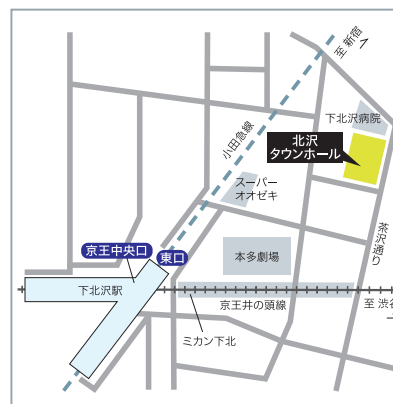 至 新宿
下北沢病院
北沢
タウンホール
小田急線
スーパー
オオゼキ
茶沢通り
京王中央口
東口
本多劇場
下北沢駅
京王井の頭線
至 渋谷
ミカン下北